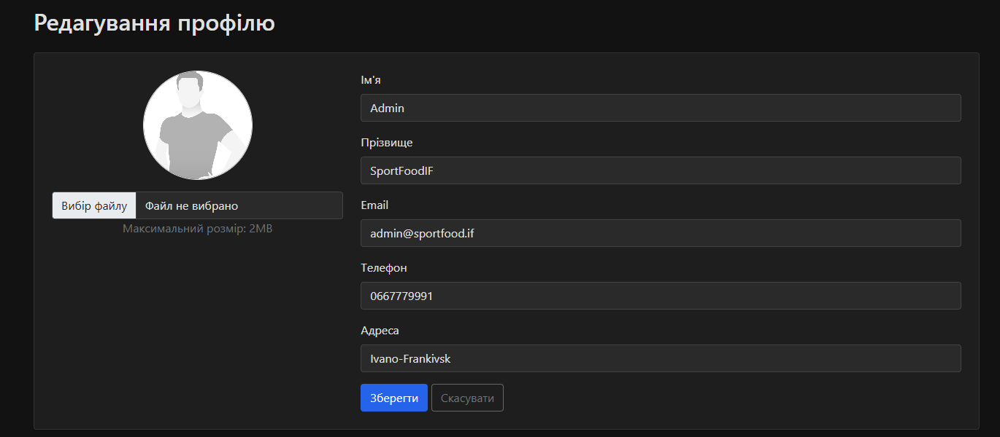 Редагування профілю
Вибір файлу Файл не вибрано
Максимальний розмір: 2MB
Ім'я
Admin
Прізвище
SportFoodIF
Email
admin@sportfood.if
Телефон
0667779991
Адреса
Ivano-Frankivsk
Зберегти Скасувати